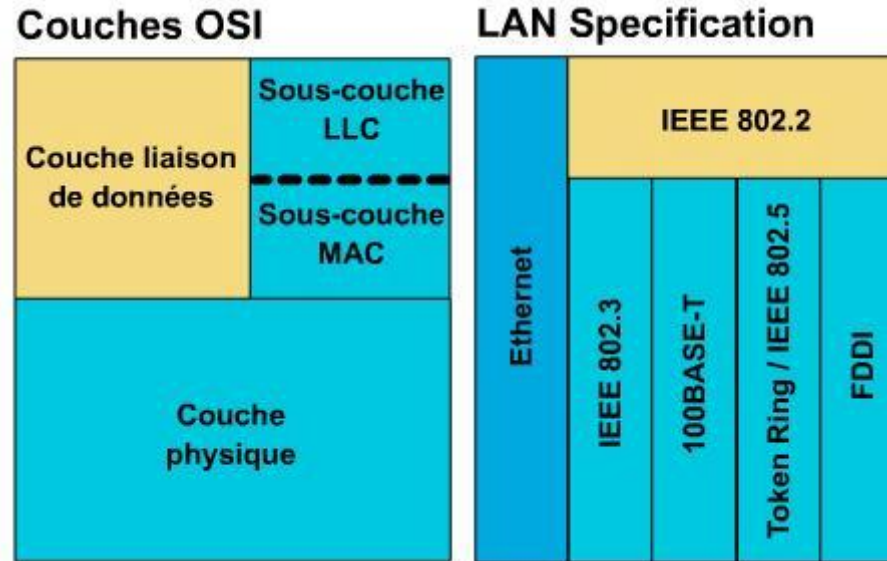 Couches OSI
Couche liaison
de données
Sous-couche
LLC
Sous-couche
MAC
Couche
physique
LAN Specification
Ethernet
IEEE 802.2
IEEE 802.3
100BASE-T
Token Ring / IEEE 802.5
FDDI